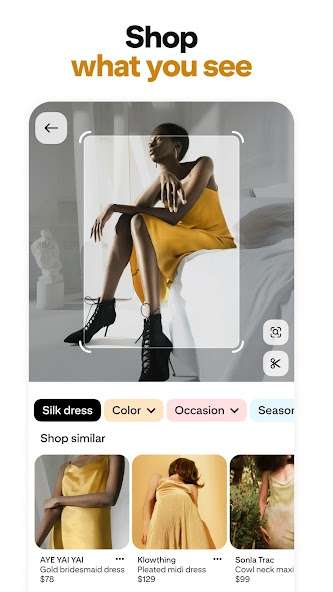 Shop
what you see
Silk dress
Color
Occasion
Season
Shop similar
AYE YAI YAI
Gold bridesmaid dress
$78
Klowthing
Pleated midi dress
$129
Sonla Trac
Cowl neck maxi
$99